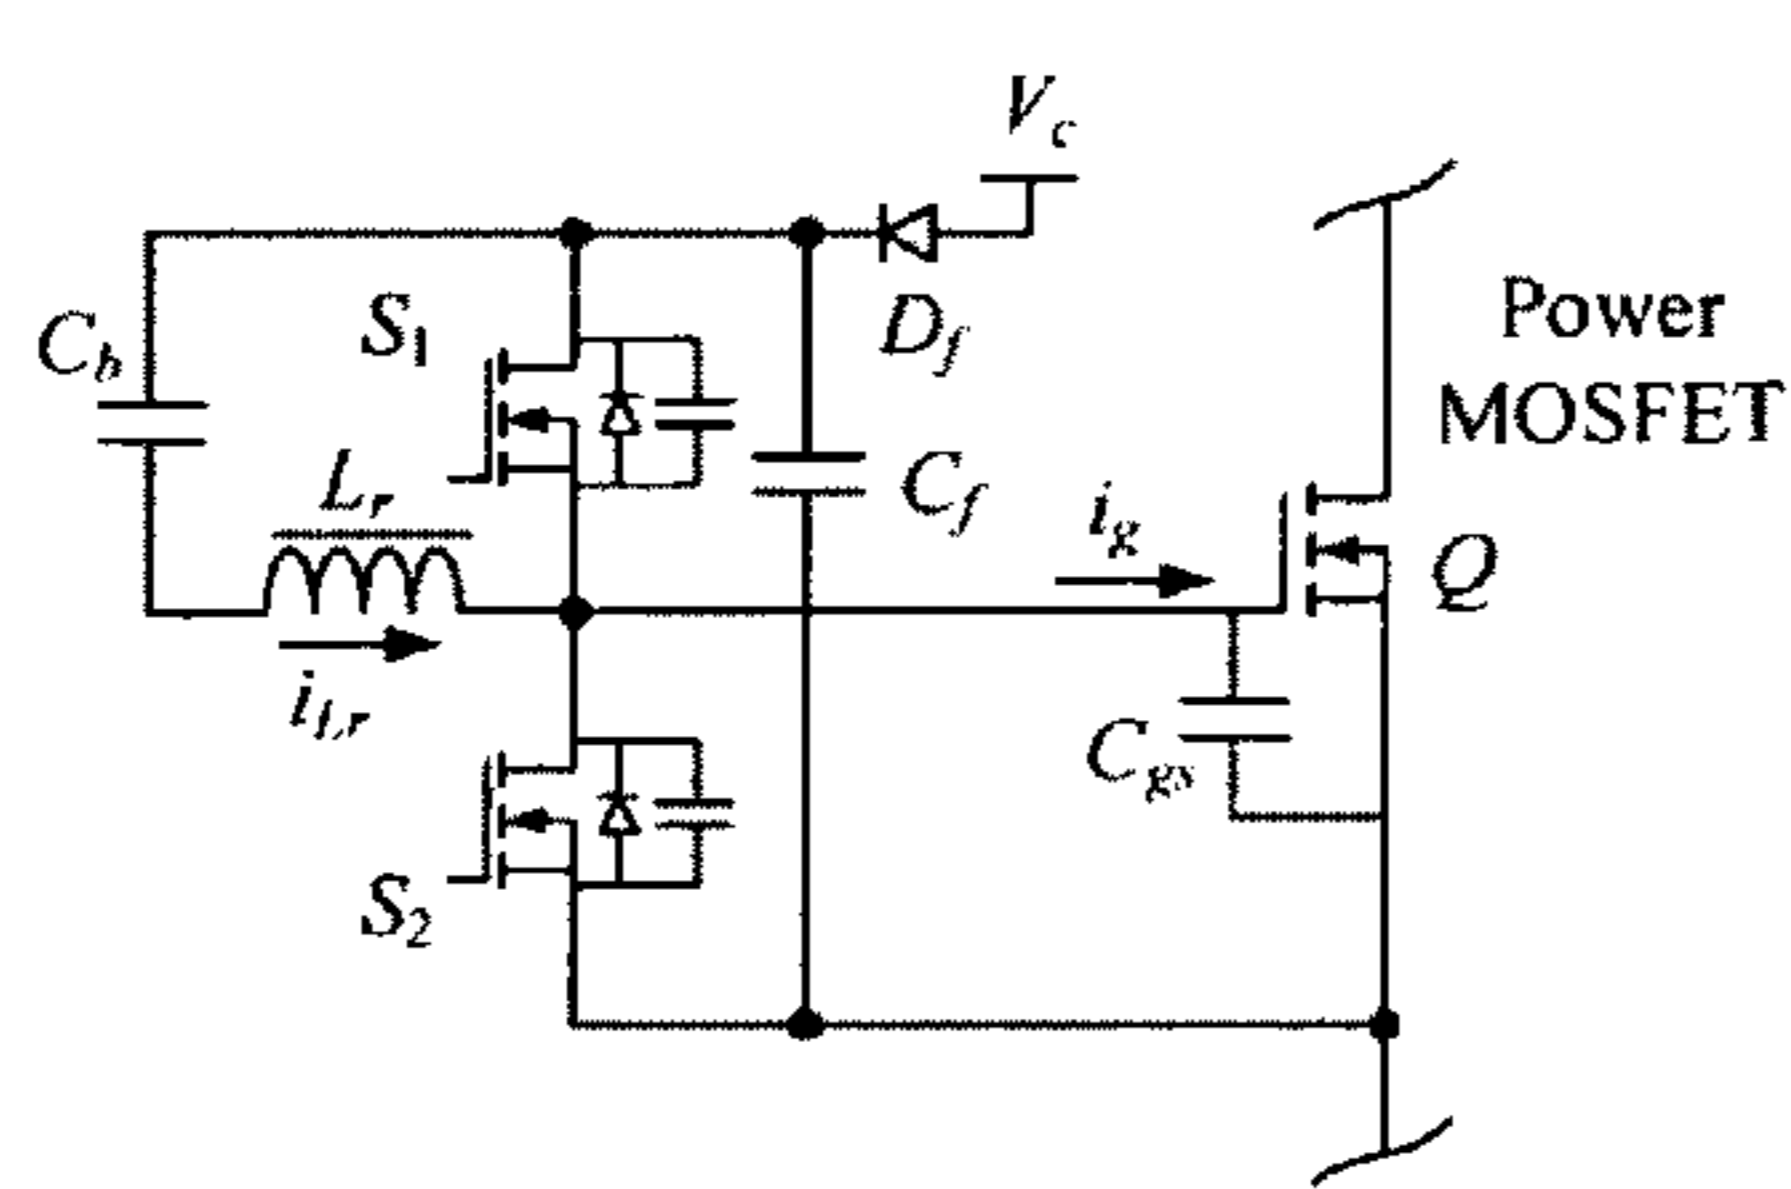 V_c
C_b
S_1
D_f
Power
MOSFET
L_r
C_f
i_g
Q
i_Lr
C_gs
S_2